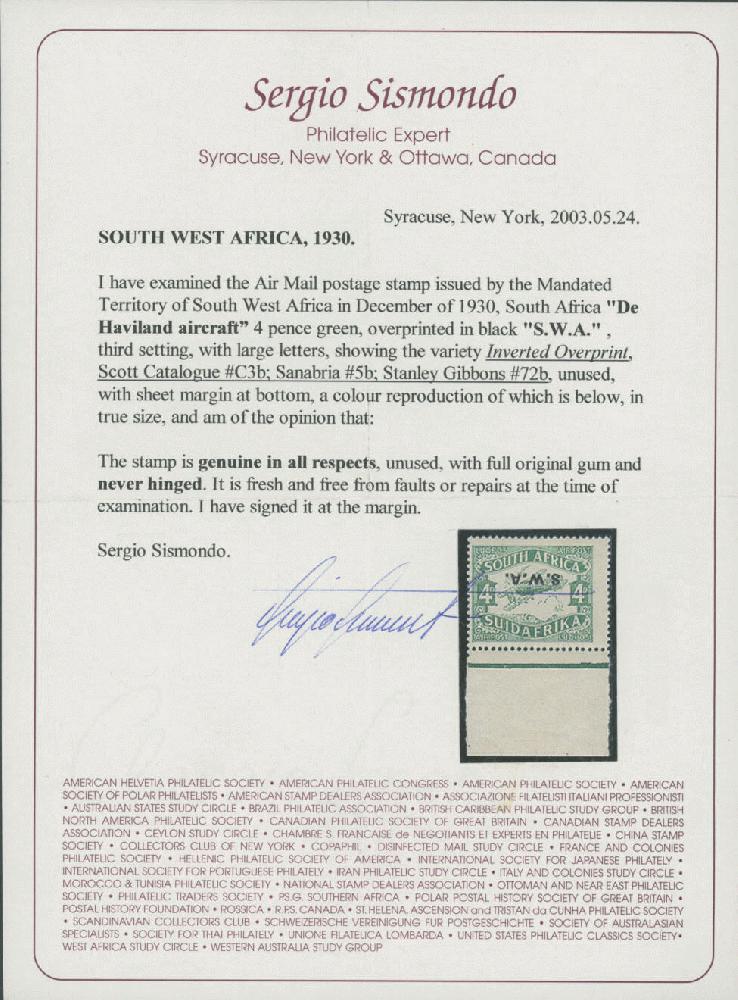 Sergio Sismondo
Philatelic Expert
Syracuse, New York & Ottawa, Canada
Syracuse, New York, 2003.05.24.
SOUTH WEST AFRICA, 1930.
I have examined the Air Mail postage stamp issued by the Mandated
Territory of South West Africa in December of 1930, South Africa "De
Haviland aircraft" 4 pence green, overprinted in black "S.W.A." ,
third setting, with large letters, showing the variety Inverted Overprint,
Scott Catalogue #C3b; Sanabria #5b; Stanley Gibbons #72b, unused,
with sheet margin at bottom, a colour reproduction of which is below, in
true size, and am of the opinion that:
The stamp is genuine in all respects, unused, with full original gum and
never hinged. It is fresh and free from faults or repairs at the time of
examination. I have signed it at the margin.
Sergio Sismondo.
SOUTH AFRICA
S.W.A.
4D 4D
SUIDAFRIKA
AMERICAN HELVETIA PHILATELIC SOCIETY • AMERICAN PHILATELIC CONGRESS • AMERICAN PHILATELIC SOCIETY • AMERICAN
SOCIETY OF POLAR PHILATELISTS • AMERICAN STAMP DEALERS ASSOCIATION • ASSOCIAZIONE FILATELISTI ITALIANI PROFESSIONISTI
• AUSTRALIAN STATES STUDY CIRCLE • BRAZIL PHILATELIC ASSOCIATION • BRITISH CARIBBEAN PHILATELIC STUDY GROUP • BRITISH
NORTH AMERICA PHILATELIC SOCIETY • CANADIAN PHILATELIC SOCIETY OF GREAT BRITAIN • CANADIAN STAMP DEALERS
ASSOCIATION • CEYLON STUDY CIRCLE • CHAMBRE S. FRANCAISE de NEGOTIANTS ET EXPERTS EN PHILATELIE • CHINA STAMP
SOCIETY • COLLECTORS CLUB OF NEW YORK • COPAPHIL • DISINFECTED MAIL STUDY CIRCLE • FRANCE AND COLONIES
PHILATELIC SOCIETY • HELLENIC PHILATELIC SOCIETY OF AMERICA • INTERNATIONAL SOCIETY FOR JAPANESE PHILATELY •
INTERNATIONAL SOCIETY FOR PORTUGUESE PHILATELY • IRAN PHILATELIC STUDY CIRCLE • ITALY AND COLONIES STUDY CIRCLE •
MOROCCO & TUNISIA PHILATELIC SOCIETY • NATIONAL STAMP DEALERS ASSOCIATION • OTTOMAN AND NEAR EAST PHILATELIC
SOCIETY • PHILATELIC TRADERS SOCIETY • P.S.G. SOUTHERN AFRICA • POLAR POSTAL HISTORY SOCIETY OF GREAT BRITAIN •
POSTAL HISTORY FOUNDATION • ROSSICA • R.P.S. CANADA • ST. HELENA, ASCENSION and TRISTAN da CUNHA PHILATELIC SOCIETY
• SCANDINAVIAN COLLECTORS CLUB • SCHWEIZERISCHE VEREINIGUNG FUR POSTGESCHICHTE • SOCIETY OF AUSTRALASIAN
SPECIALISTS • SOCIETY FOR THAI PHILATELY • UNIONE FILATELICA LOMBARDA • UNITED STATES PHILATELIC CLASSICS SOCIETY •
WEST AFRICA STUDY CIRCLE • WESTERN AUSTRALIA STUDY GROUP